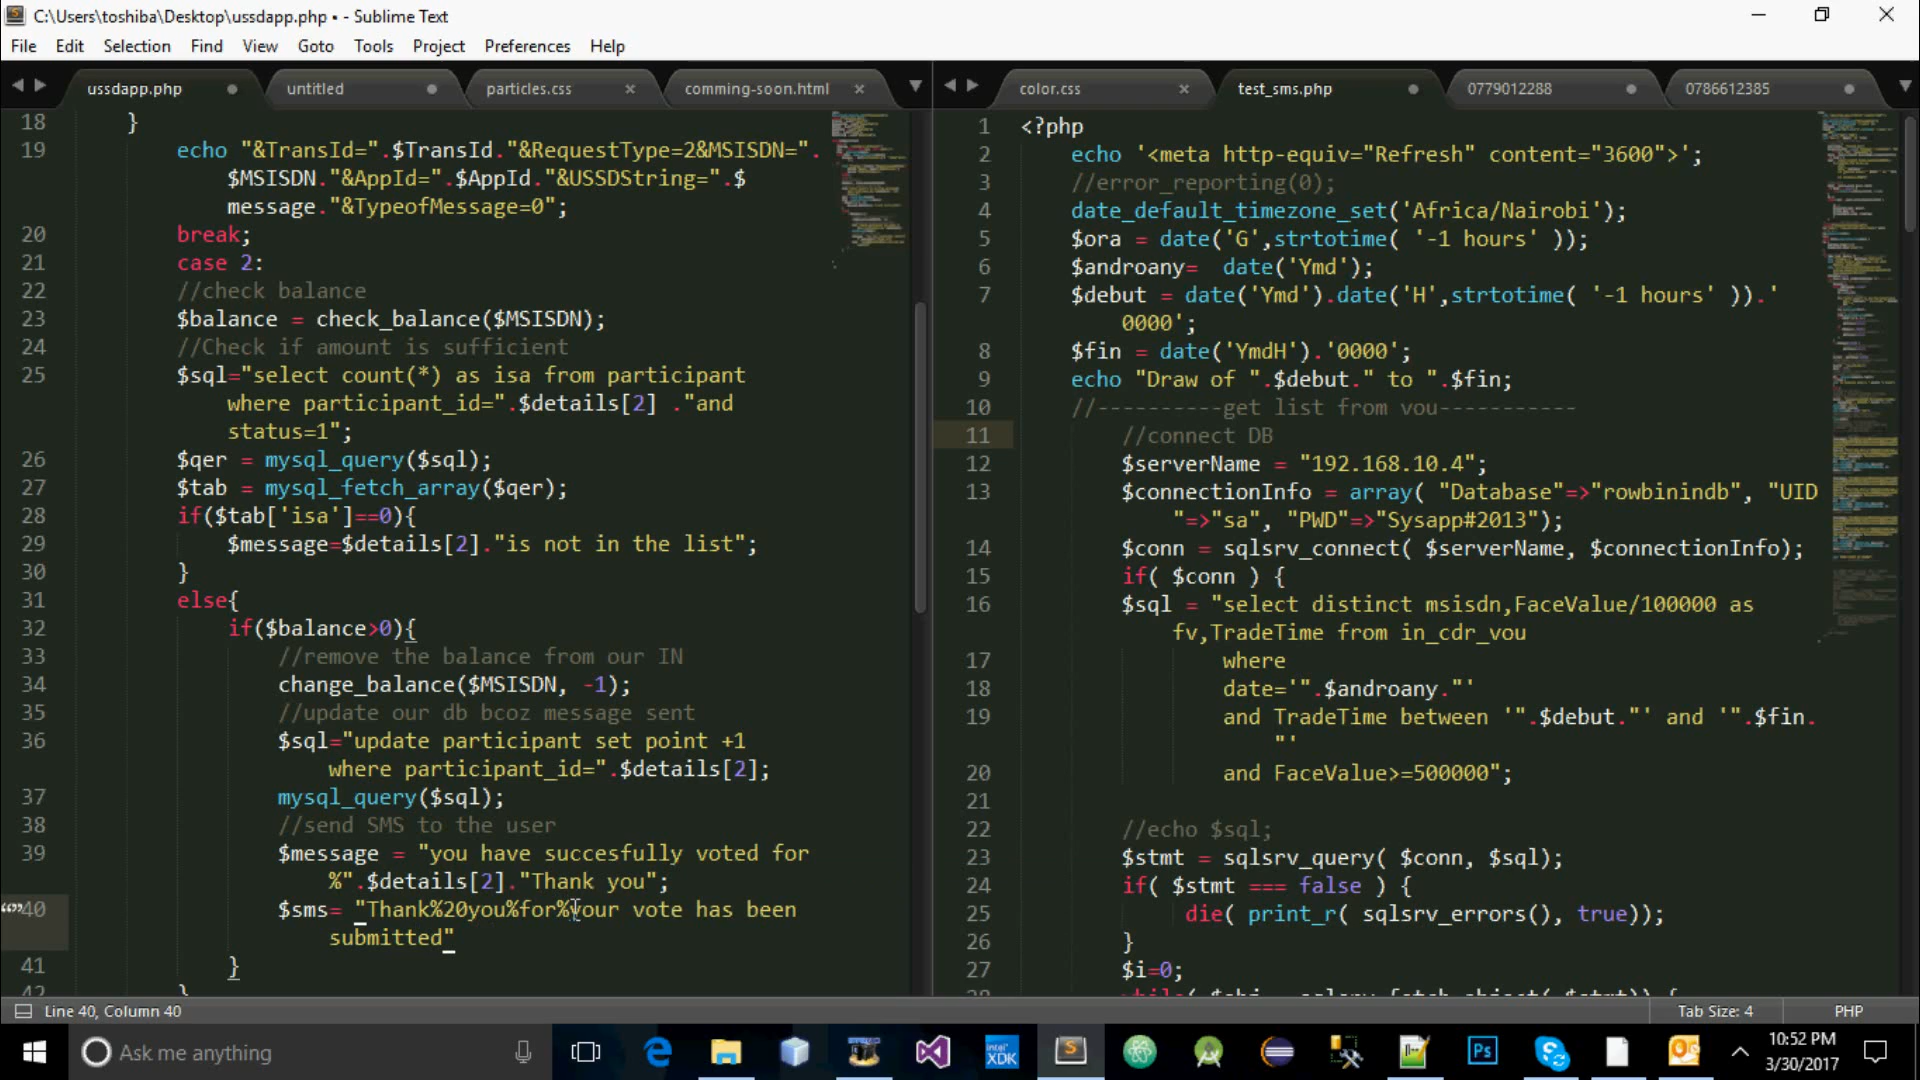 C:\Users\toshiba\Desktop\ussdapp.php • - Sublime Text
File Edit Selection Find View Goto Tools Project Preferences Help
ussdapp.php untitled particles.css comming-soon.html
18 }
19 echo "&TransId=".$TransId."&RequestType=2&MSISDN=".
$MSISDN."&AppId=".$AppId."&USSDString=".$
message."&TypeofMessage=0";
20 break;
21 case 2:
22 //check balance
23 $balance = check_balance($MSISDN);
24 //Check if amount is sufficient
25 $sql="select count(*) as isa from participant
where participant_id=".$details[2] ."and
status=1";
26 $qer = mysql_query($sql);
27 $tab = mysql_fetch_array($qer);
28 if($tab['isa']==0){
29 $message=$details[2]."is not in the list";
30 }
31 else{
32 if($balance>0){
33 //remove the balance from our IN
34 change_balance($MSISDN, -1);
35 //update our db bcoz message sent
36 $sql="update participant set point +1
where participant_id=".$details[2];
37 mysql_query($sql);
38 //send SMS to the user
39 $message = "you have succesfully voted for
%".$details[2]."Thank you";
40 $sms= "Thank%20you%for%your vote has been
submitted"
41 }
42 }
color.css test_sms.php 0779012288 0786612385
1 <?php
2 echo '<meta http-equiv="Refresh" content="3600">';
3 //error_reporting(0);
4 date_default_timezone_set('Africa/Nairobi');
5 $ora = date('G',strtotime( '-1 hours' ));
6 $androany= date('Ymd');
7 $debut = date('Ymd').date('H',strtotime( '-1 hours' )).'
0000';
8 $fin = date('YmdH').'0000';
9 echo "Draw of ".$debut." to ".$fin;
10 //----------get list from vou-----------
11 //connect DB
12 $serverName = "192.168.10.4";
13 $connectionInfo = array( "Database"=>"rowbinindb", "UID
"=>"sa", "PWD"=>"Sysapp#2013");
14 $conn = sqlsrv_connect( $serverName, $connectionInfo);
15 if( $conn ) {
16 $sql = "select distinct msisdn,FaceValue/100000 as
fv,TradeTime from in_cdr_vou
17 where
18 date='".$androany."'
19 and TradeTime between '".$debut."' and '".$fin.
"'
20 and FaceValue>=500000";
21
22 //echo $sql;
23 $stmt = sqlsrv_query( $conn, $sql);
24 if( $stmt === false ) {
25 die( print_r( sqlsrv_errors(), true));
26 }
27 $i=0;
Line 40, Column 40 Tab Size: 4 PHP
Ask me anything
intel XDK
S
Ps
10:52 PM
3/30/2017